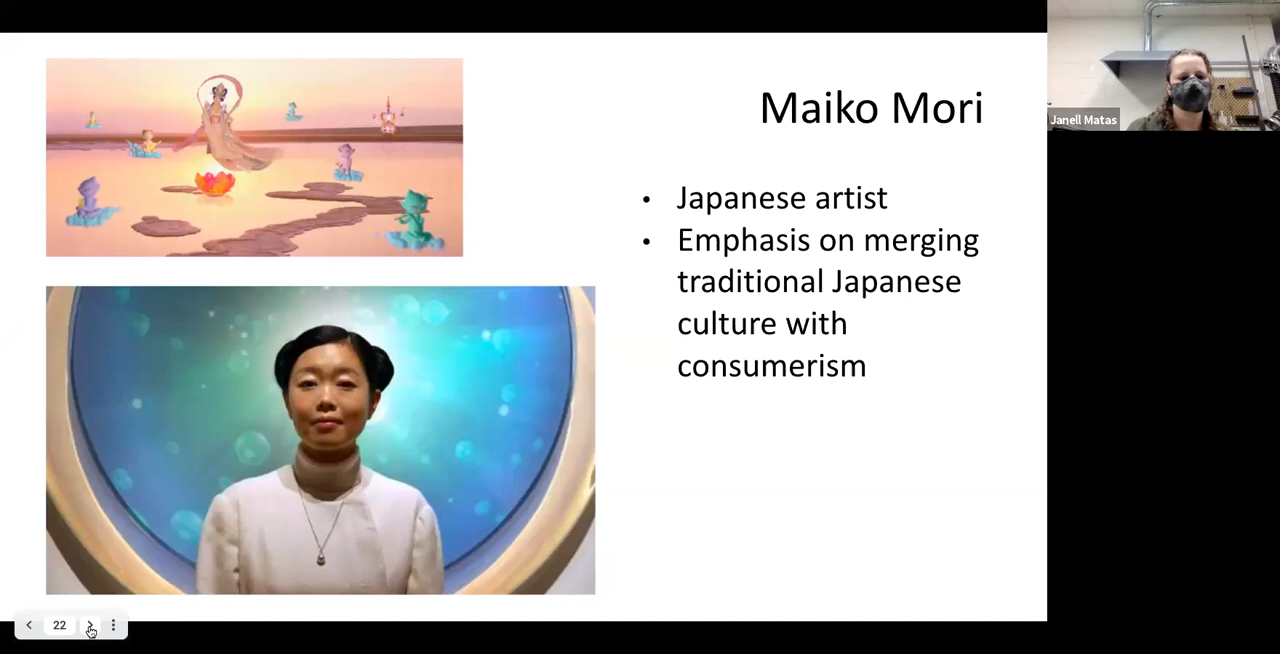 Maiko Mori
• Japanese artist
• Emphasis on merging
traditional Japanese
culture with
consumerism
Janell Matas
22